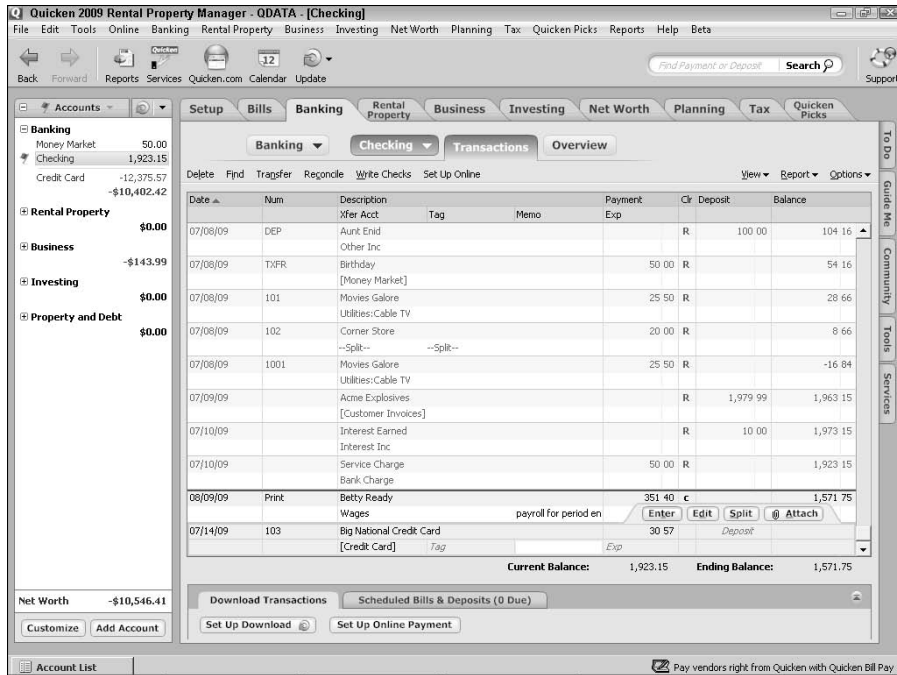 Quicken 2009 Rental Property Manager - QDATA - [Checking]
File Edit Tools Online Banking Rental Property Business Investing Net Worth Planning Tax Quicken Picks Reports Help Beta
Quicken
12
Find Payment or Deposit Search
Back Forward Reports Services Quicken.com Calendar Update Support
Accounts
Setup Bills Banking Rental Property Business Investing Net Worth Planning Tax Quicken Picks
Banking
Money Market 50.00
Checking 1,923.15
Credit Card -12,375.57
-$10,402.42
Rental Property
$0.00
Business
-$143.99
Investing
$0.00
Property and Debt
$0.00
Banking Checking Transactions Overview
Delete Find Transfer Reconcile Write Checks Set Up Online View Report Options
Date Num Description Payment Clr Deposit Balance
Xfer Acct Tag Memo Exp
07/08/09 DEP Aunt Enid R 100 00 104 16
Other Inc
07/08/09 TXFR Birthday 50 00 R 54 16
[Money Market]
07/08/09 101 Movies Galore 25 50 R 28 66
Utilities:Cable TV
07/08/09 102 Corner Store 20 00 R 8 66
--Split-- --Split--
07/08/09 1001 Movies Galore 25 50 R -16 84
Utilities:Cable TV
07/09/09 Acme Explosives R 1,979 99 1,963 15
[Customer Invoices]
07/10/09 Interest Earned R 10 00 1,973 15
Interest Inc
07/10/09 Service Charge 50 00 R 1,923 15
Bank Charge
08/09/09 Print Betty Ready 351 40 c 1,571 75
Wages payroll for period en Enter Edit Split Attach
07/14/09 103 Big National Credit Card 30 57 Deposit
[Credit Card] Tag Exp
Current Balance: 1,923.15 Ending Balance: 1,571.75
To Do
Guide Me
Community
Tools
Services
Net Worth -$10,546.41
Customize Add Account
Download Transactions Scheduled Bills & Deposits (0 Due)
Set Up Download Set Up Online Payment
Account List
Pay vendors right from Quicken with Quicken Bill Pay